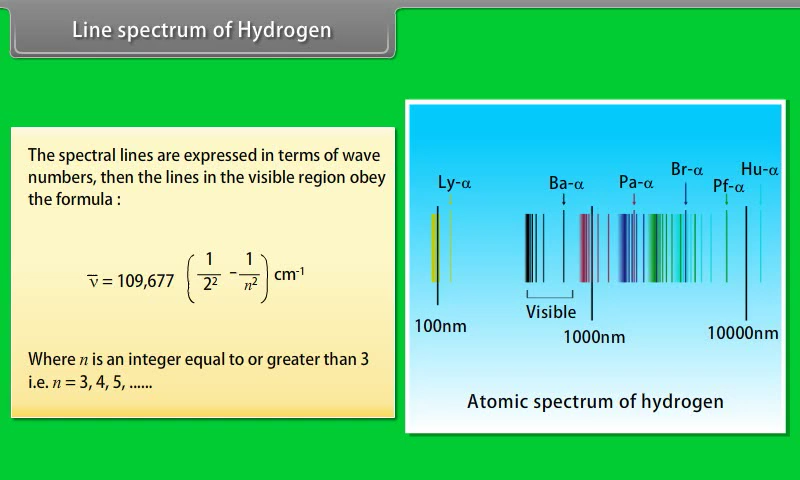 Line spectrum of Hydrogen
The spectral lines are expressed in terms of wave
numbers, then the lines in the visible region obey
the formula :
ν̅ = 109,677 (1/2² - 1/n²) cm⁻¹
Where n is an integer equal to or greater than 3
i.e. n = 3, 4, 5, ......
Ly-α
Ba-α
Pa-α
Br-α
Pf-α
Hu-α
Visible
100nm
1000nm
10000nm
Atomic spectrum of hydrogen